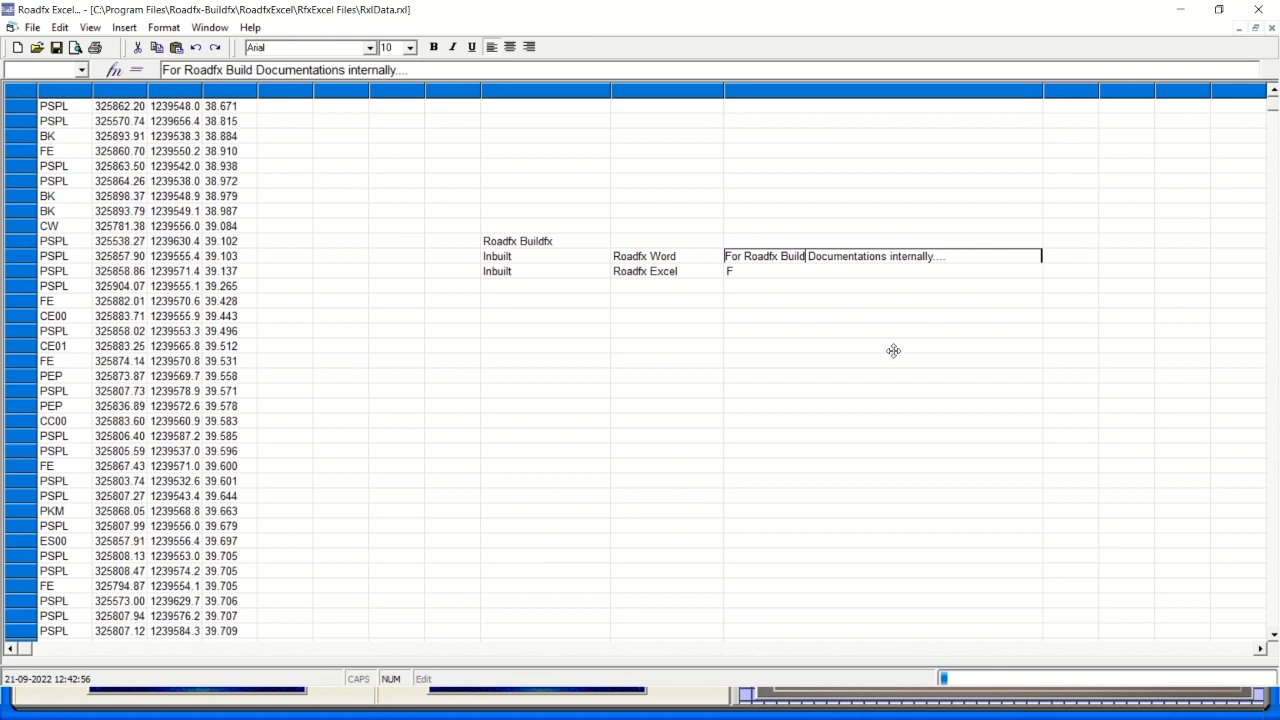 Roadfx Excel... - [C:\Program Files\Roadfx-Buildfx\RoadfxExcel\RfxExcel Files\RxlData.rxl]
File Edit View Insert Format Window Help
Arial 10 B I U
fn = For Roadfx Build Documentations internally....
PSPL 325862.20 1239548.0 38.671
PSPL 325570.74 1239656.4 38.815
BK 325893.91 1239538.3 38.884
FE 325860.70 1239550.2 38.910
PSPL 325863.50 1239542.0 38.938
PSPL 325864.26 1239538.0 38.972
BK 325898.37 1239548.9 38.979
BK 325893.79 1239549.1 38.987
CW 325781.38 1239556.0 39.084
PSPL 325538.27 1239630.4 39.102 Roadfx Buildfx
PSPL 325857.90 1239555.4 39.103 Inbuilt Roadfx Word For Roadfx Build Documentations internally....
PSPL 325858.86 1239571.4 39.137 Inbuilt Roadfx Excel F
PSPL 325904.07 1239555.1 39.265
FE 325882.01 1239570.6 39.428
CE00 325883.71 1239555.9 39.443
PSPL 325858.02 1239553.3 39.496
CE01 325883.25 1239565.8 39.512
FE 325874.14 1239570.8 39.531
PEP 325873.87 1239569.7 39.558
PSPL 325807.73 1239578.9 39.571
PEP 325836.89 1239572.6 39.578
CC00 325883.60 1239560.9 39.583
PSPL 325806.40 1239587.2 39.585
PSPL 325805.59 1239537.0 39.596
FE 325867.43 1239571.0 39.600
PSPL 325803.74 1239532.6 39.601
PSPL 325807.27 1239543.4 39.644
PKM 325868.05 1239568.8 39.663
PSPL 325807.99 1239556.0 39.679
ES00 325857.91 1239556.4 39.697
PSPL 325808.13 1239553.0 39.705
PSPL 325808.47 1239574.2 39.705
FE 325794.87 1239554.1 39.705
PSPL 325573.00 1239629.7 39.706
PSPL 325807.94 1239576.2 39.707
PSPL 325807.12 1239584.3 39.709
21-09-2022 12:42:56 CAPS NUM Edit